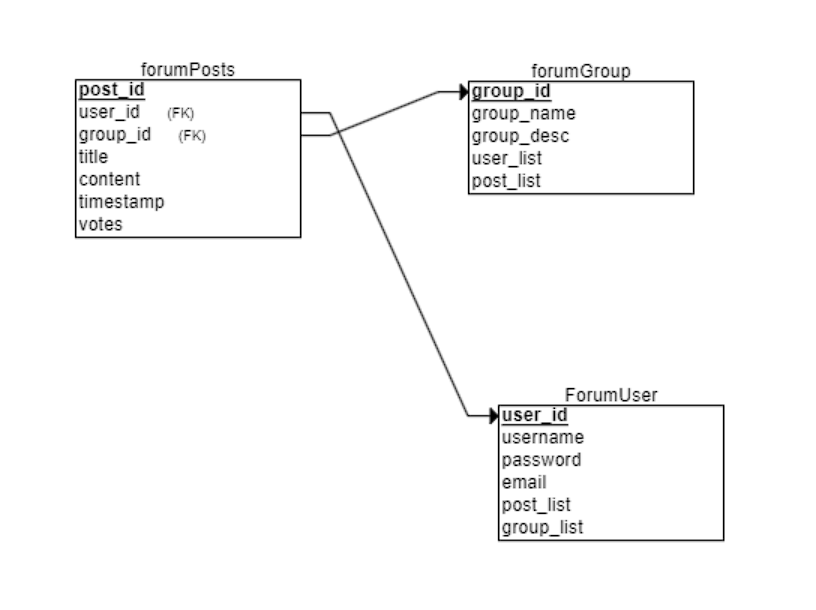 forumPosts
post_id
user_id (FK)
group_id (FK)
title
content
timestamp
votes
forumGroup
group_id
group_name
group_desc
user_list
post_list
ForumUser
user_id
username
password
email
post_list
group_list